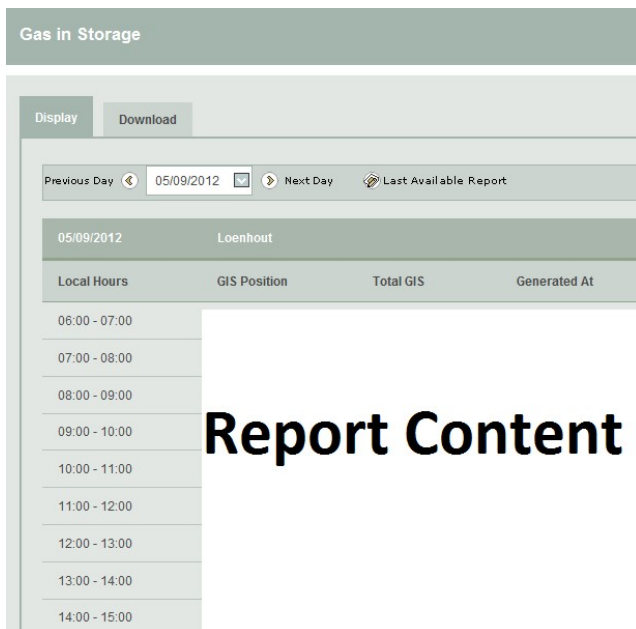 Gas in Storage
Display Download
Previous Day 05/09/2012 Next Day Last Available Report
05/09/2012 Loenhout
Local Hours GIS Position Total GIS Generated At
06:00 - 07:00
07:00 - 08:00
08:00 - 09:00
09:00 - 10:00
Report Content
10:00 - 11:00
11:00 - 12:00
12:00 - 13:00
13:00 - 14:00
14:00 - 15:00